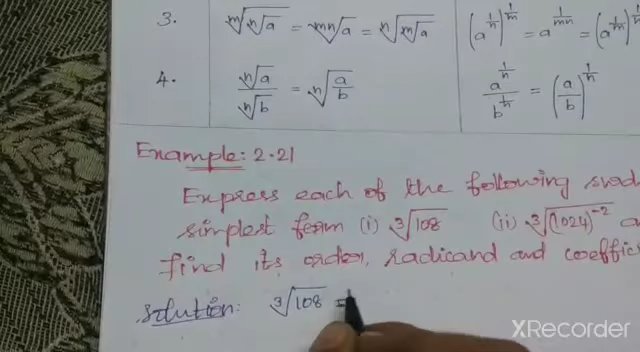 3. ᵐ√(ⁿ√a) = ᵐⁿ√a = ⁿ√(ᵐ√a) (a^(1/n))^(1/m) = a^(1/mn) = (a^(1/m))^(1/n)
4. ⁿ√a / ⁿ√b = ⁿ√(a/b) a^(1/n) / b^(1/n) = (a/b)^(1/n)
Example: 2.21
Express each of the following
simplest form (i) ³√108 (ii) ³√(1024)⁻²
find its order, radicand and
solution: ³√108 =
XRecorder